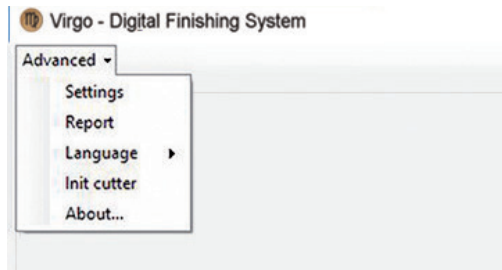 Virgo - Digital Finishing System
Advanced
Settings
Report
Language
Init cutter
About...